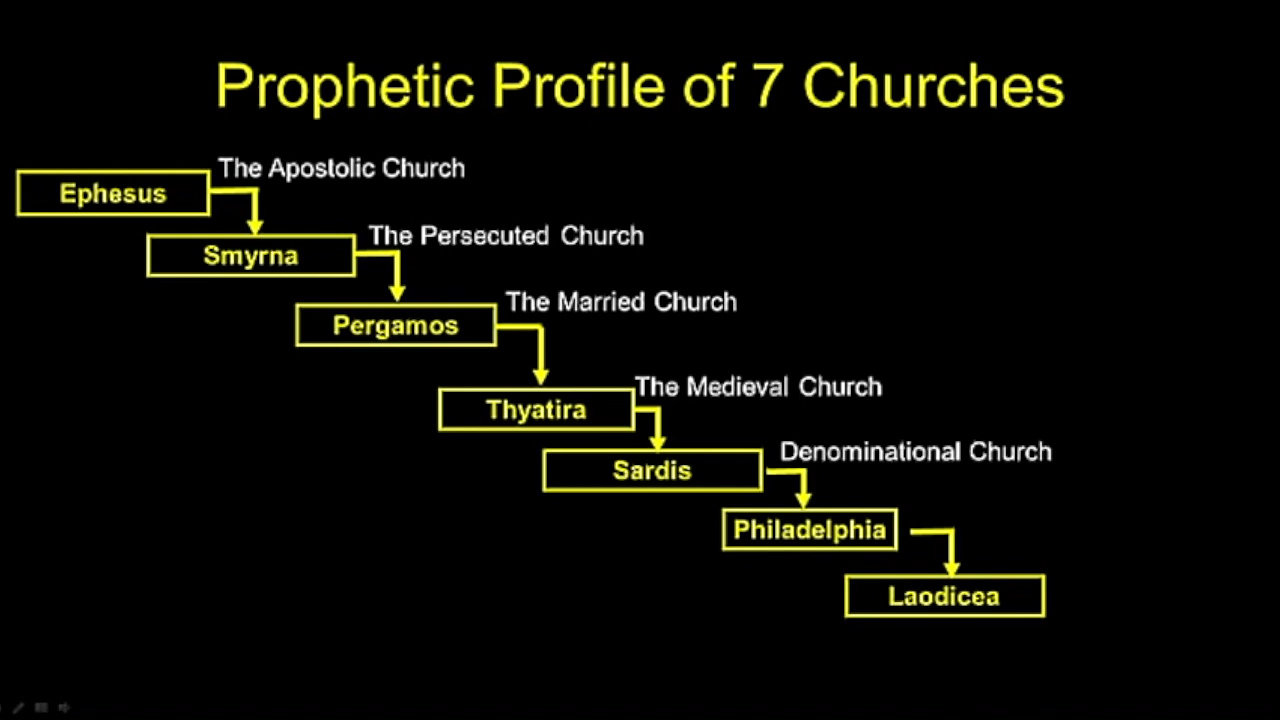 Prophetic Profile of 7 Churches
The Apostolic Church
Ephesus
The Persecuted Church
Smyrna
The Married Church
Pergamos
The Medieval Church
Thyatira
Denominational Church
Sardis
Philadelphia
Laodicea